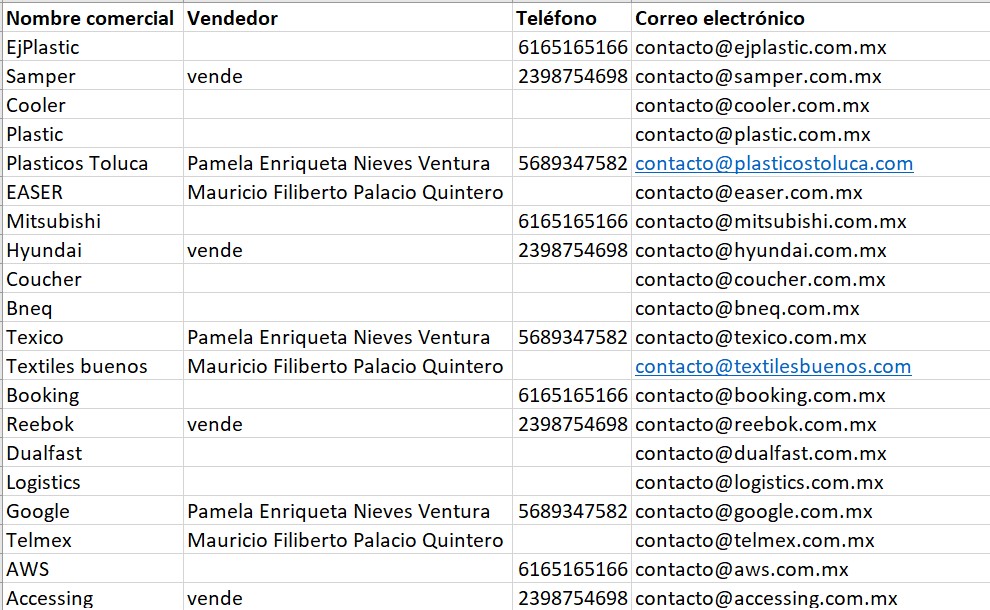 Nombre comercial Vendedor Teléfono Correo electrónico
EjPlastic 6165165166 contacto@ejplastic.com.mx
Samper vende 2398754698 contacto@samper.com.mx
Cooler contacto@cooler.com.mx
Plastic contacto@plastic.com.mx
Plasticos Toluca Pamela Enriqueta Nieves Ventura 5689347582 contacto@plasticostoluca.com
EASER Mauricio Filiberto Palacio Quintero contacto@easer.com.mx
Mitsubishi 6165165166 contacto@mitsubishi.com.mx
Hyundai vende 2398754698 contacto@hyundai.com.mx
Coucher contacto@coucher.com.mx
Bneq contacto@bneq.com.mx
Texico Pamela Enriqueta Nieves Ventura 5689347582 contacto@texico.com.mx
Textiles buenos Mauricio Filiberto Palacio Quintero contacto@textilesbuenos.com
Booking 6165165166 contacto@booking.com.mx
Reebok vende 2398754698 contacto@reebok.com.mx
Dualfast contacto@dualfast.com.mx
Logistics contacto@logistics.com.mx
Google Pamela Enriqueta Nieves Ventura 5689347582 contacto@google.com.mx
Telmex Mauricio Filiberto Palacio Quintero contacto@telmex.com.mx
AWS 6165165166 contacto@aws.com.mx
Accessing vende 2398754698 contacto@accessing.com.mx